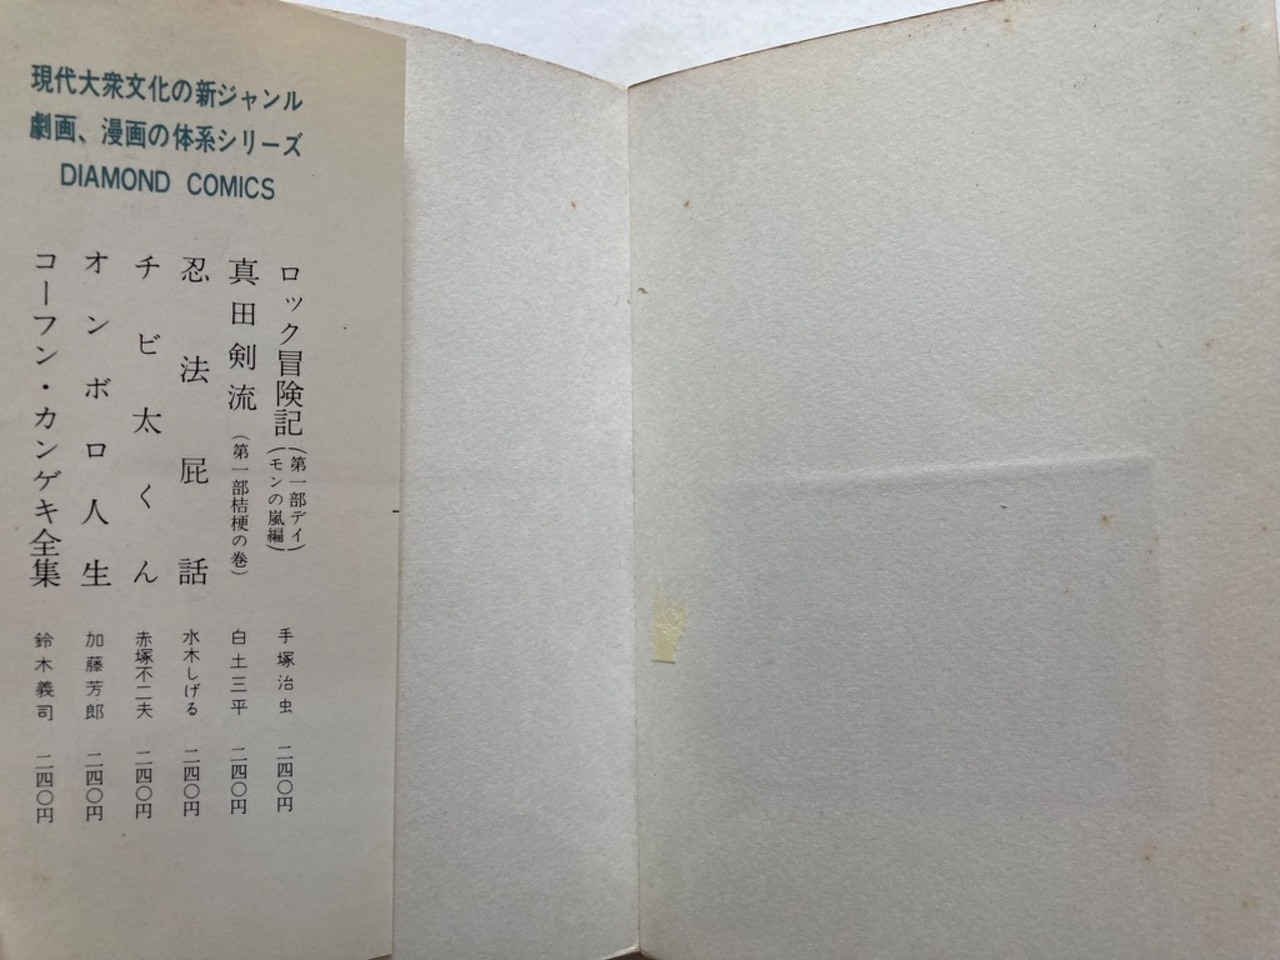 現代大衆文化の新ジャンル
劇画、漫画の体系シリーズ
DIAMOND COMICS
ロック冒険記（第一部デイモンの嵐編） 手塚治虫 二四〇円
真田剣流（第一部桔梗の巻） 白土三平 二四〇円
忍法屁話 水木しげる 二四〇円
チビ太くん 赤塚不二夫 二四〇円
オンボロ人生 加藤芳郎 二四〇円
コーフン・カンゲキ全集 鈴木義司 二四〇円